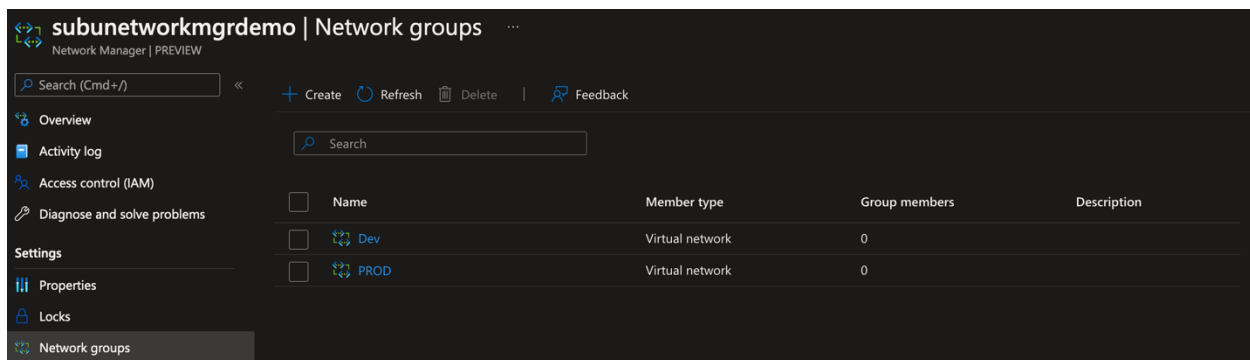 subunetworkmgrdemo | Network groups ...
Network Manager | PREVIEW
Search (Cmd+/) «
Overview
Activity log
Access control (IAM)
Diagnose and solve problems
Settings
Properties
Locks
Network groups
Create Refresh Delete | Feedback
Search
Name Member type Group members Description
Dev Virtual network 0
PROD Virtual network 0